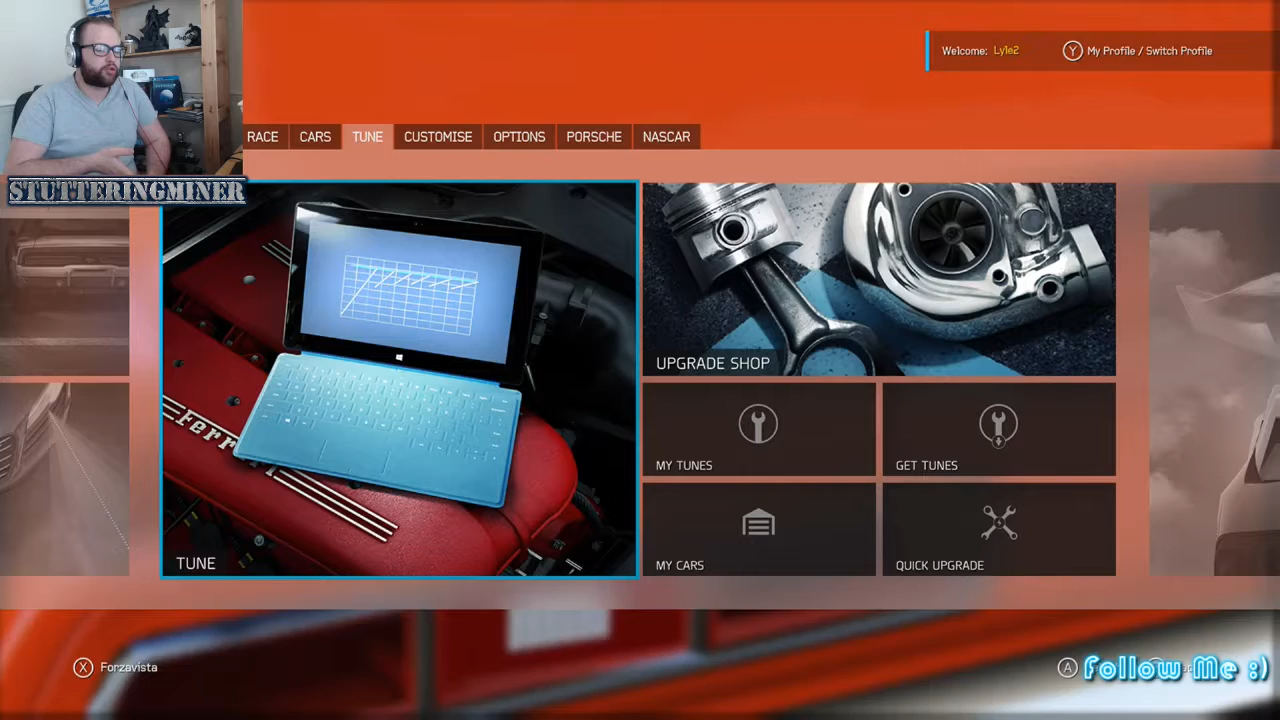 Welcome: Lyle2
Y My Profile / Switch Profile
RACE CARS TUNE CUSTOMISE OPTIONS PORSCHE NASCAR
STUTTERINGMINER
UPGRADE SHOP
Ferr
MY TUNES
GET TUNES
TUNE
MY CARS
QUICK UPGRADE
X Forzavista
A
Follow Me :)